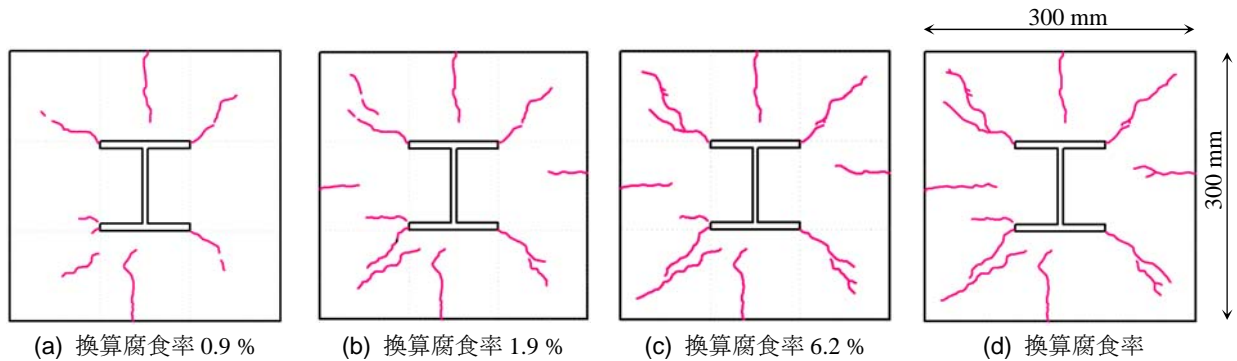 300 mm
300 mm
(a) 換算腐食率 0.9 %
(b) 換算腐食率 1.9 %
(c) 換算腐食率 6.2 %
(d) 換算腐食率